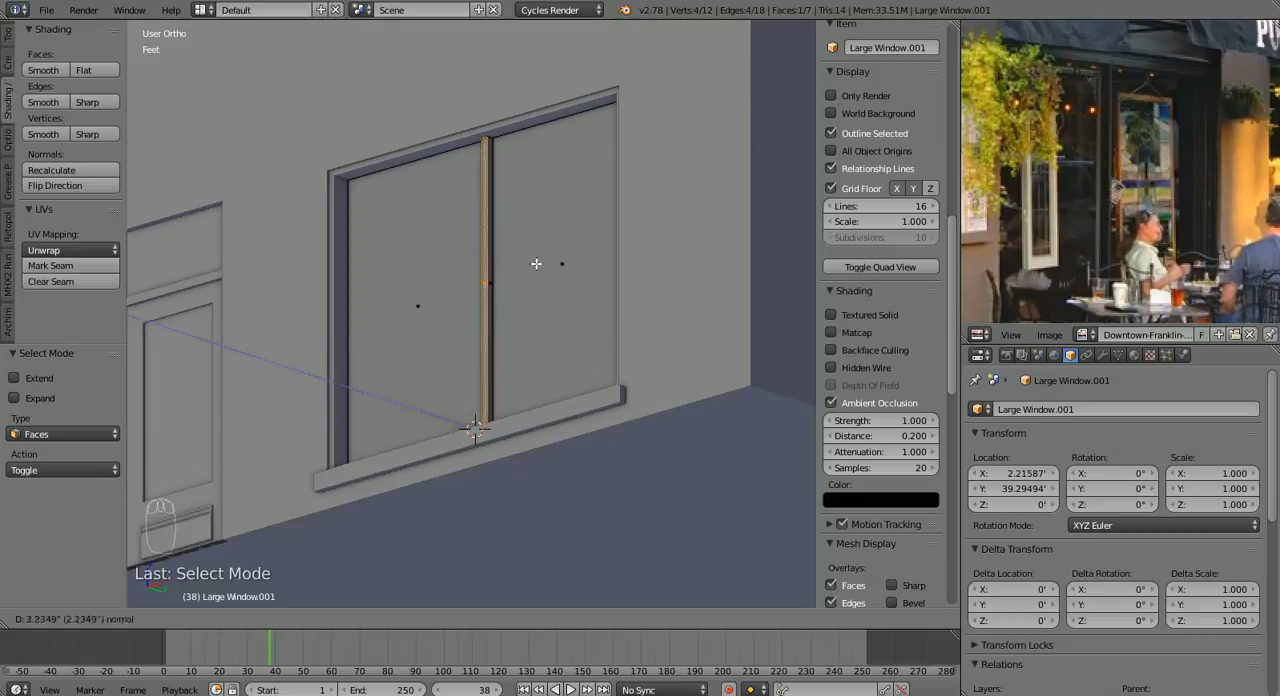 File Render Window Help Default Scene Cycles Render v2.78 | Verts:4/12 | Edges:4/18 | Faces:1/7 | Tris:14 | Mem:33.51M | Large Window.001
Shading
Faces:
Smooth Flat
Edges:
Smooth Sharp
Vertices:
Smooth Sharp
Normals:
Recalculate
Flip Direction
UVs
UV Mapping:
Unwrap
Mark Seam
Clear Seam
Select Mode
Extend
Expand
Type
Faces
Action
Toggle
Too
Cre
Shading /
Optio
Grease P
Retopol
MHX2 Run
Archim
User Ortho
Feet
Last: Select Mode
(38) Large Window.001
D: 2.2349" (2.2349") normal
Item
Large Window.001
Display
Only Render
World Background
Outline Selected
All Object Origins
Relationship Lines
Grid Floor X Y Z
Lines: 16
Scale: 1.000
Subdivisions: 10
Toggle Quad View
Shading
Textured Solid
Matcap
Backface Culling
Hidden Wire
Depth Of Field
Ambient Occlusion
Strength: 1.000
Distance: 0.200
Attenuation: 1.000
Samples: 20
Color:
Motion Tracking
Mesh Display
Overlays:
Faces Sharp
Edges Bevel
View Image Downtown-Franklin-... F
Large Window.001
Large Window.001
Transform
Location: Rotation: Scale:
X: 2.21587' X: 0° X: 1.000
Y: 39.29494' Y: 0° Y: 1.000
Z: 0' Z: 0° Z: 1.000
Rotation Mode: XYZ Euler
Delta Transform
Delta Location: Delta Rotation: Delta Scale:
X: 0' X: 0° X: 1.000
Y: 0' Y: 0° Y: 1.000
Z: 0' Z: 0° Z: 1.000
Transform Locks
Relations
Layers: Parent:
-50 -40 -30 -20 -10 0 10 20 30 40 50 60 70 80 90 100 110 120 130 140 150 160 170 180 190 200 210 220 230 240 250 260 270 280
View Marker Frame Playback Start: 1 End: 250 38 No Sync